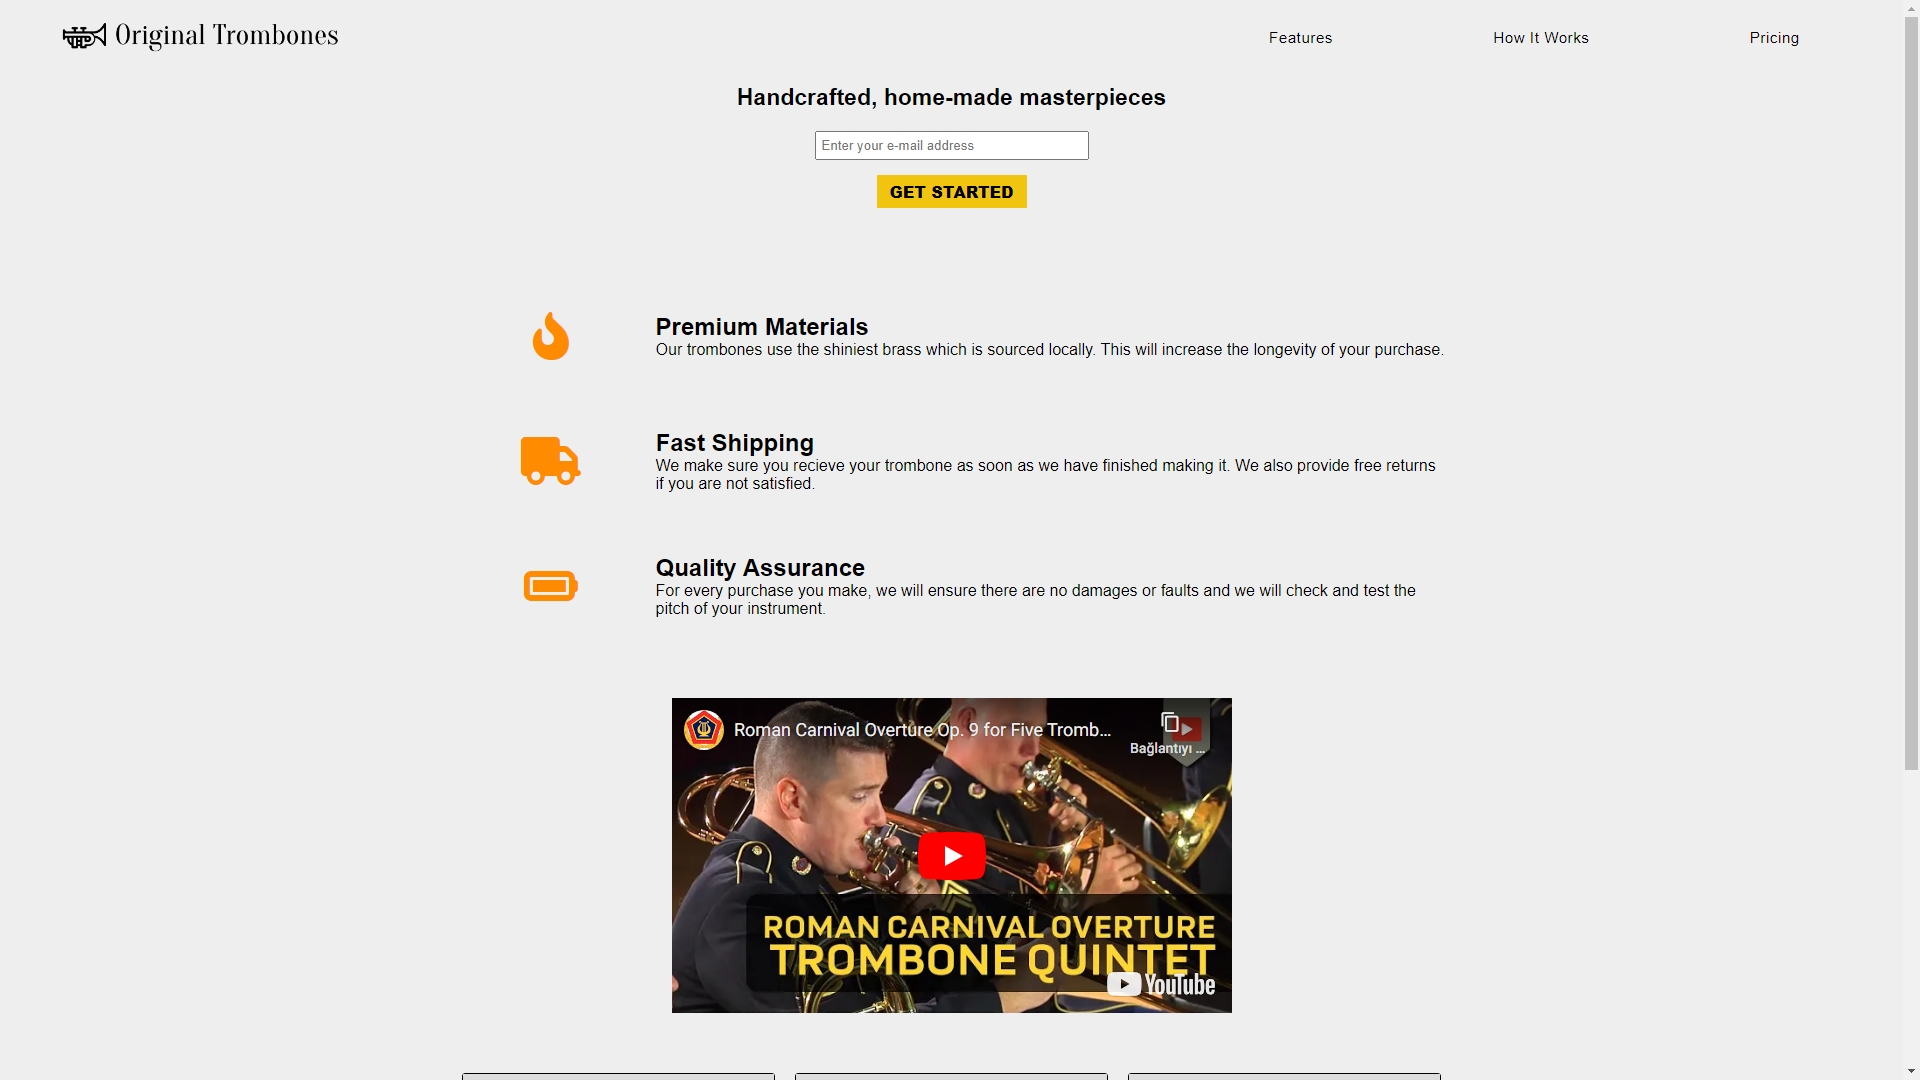 Original Trombones
Features
How It Works
Pricing
Handcrafted, home-made masterpieces
Enter your e-mail address
GET STARTED
Premium Materials
Our trombones use the shiniest brass which is sourced locally. This will increase the longevity of your purchase.
Fast Shipping
We make sure you recieve your trombone as soon as we have finished making it. We also provide free returns
if you are not satisfied.
Quality Assurance
For every purchase you make, we will ensure there are no damages or faults and we will check and test the
pitch of your instrument.
Roman Carnival Overture Op. 9 for Five Tromb...
Bağlantıyı ...
ROMAN CARNIVAL OVERTURE
TROMBONE QUINTET
YouTube